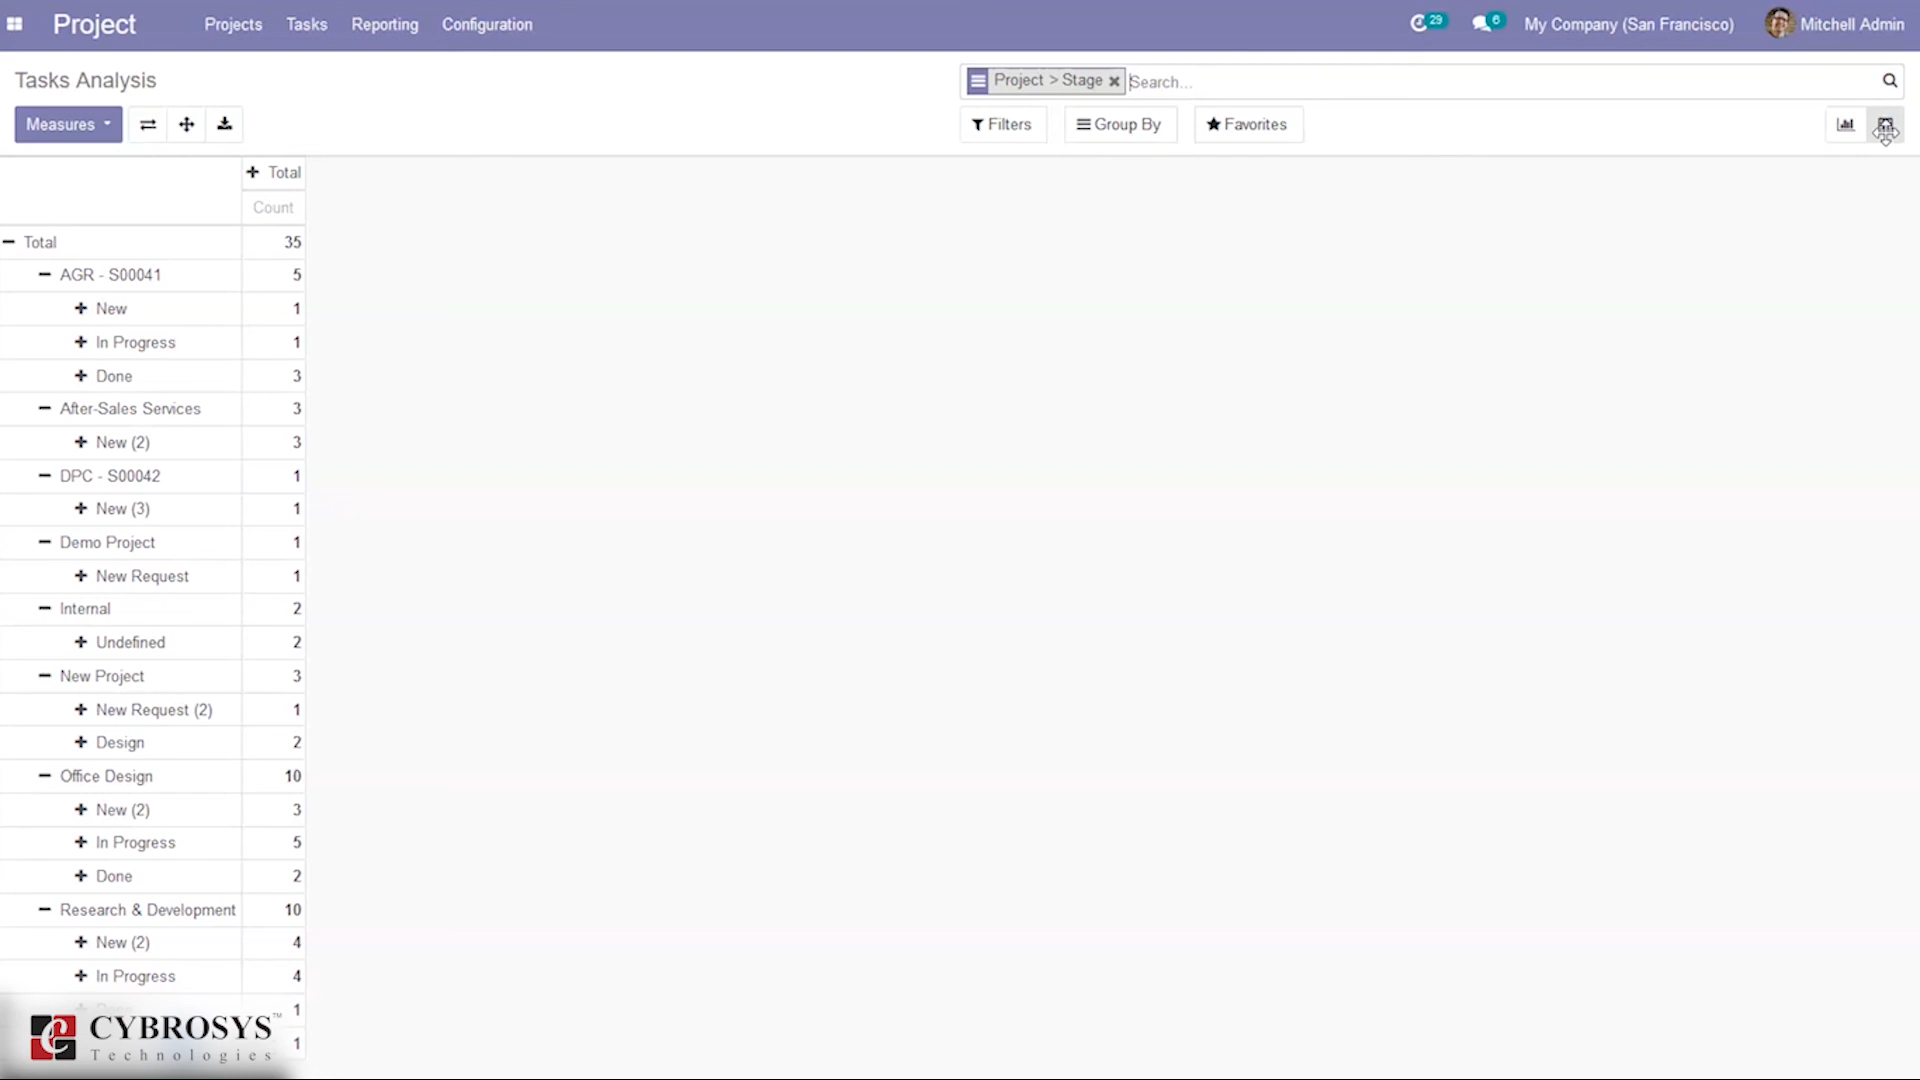 Project Projects Tasks Reporting Configuration 29 6 My Company (San Francisco) Mitchell Admin
Tasks Analysis
Project > Stage Search...
Measures Filters Group By Favorites
Total
Count
Total 35
AGR - S00041 5
New 1
In Progress 1
Done 3
After-Sales Services 3
New (2) 3
DPC - S00042 1
New (3) 1
Demo Project 1
New Request 1
Internal 2
Undefined 2
New Project 3
New Request (2) 1
Design 2
Office Design 10
New (2) 3
In Progress 5
Done 2
Research & Development 10
New (2) 4
In Progress 4
1
CYBROSYS™
Technologies
1